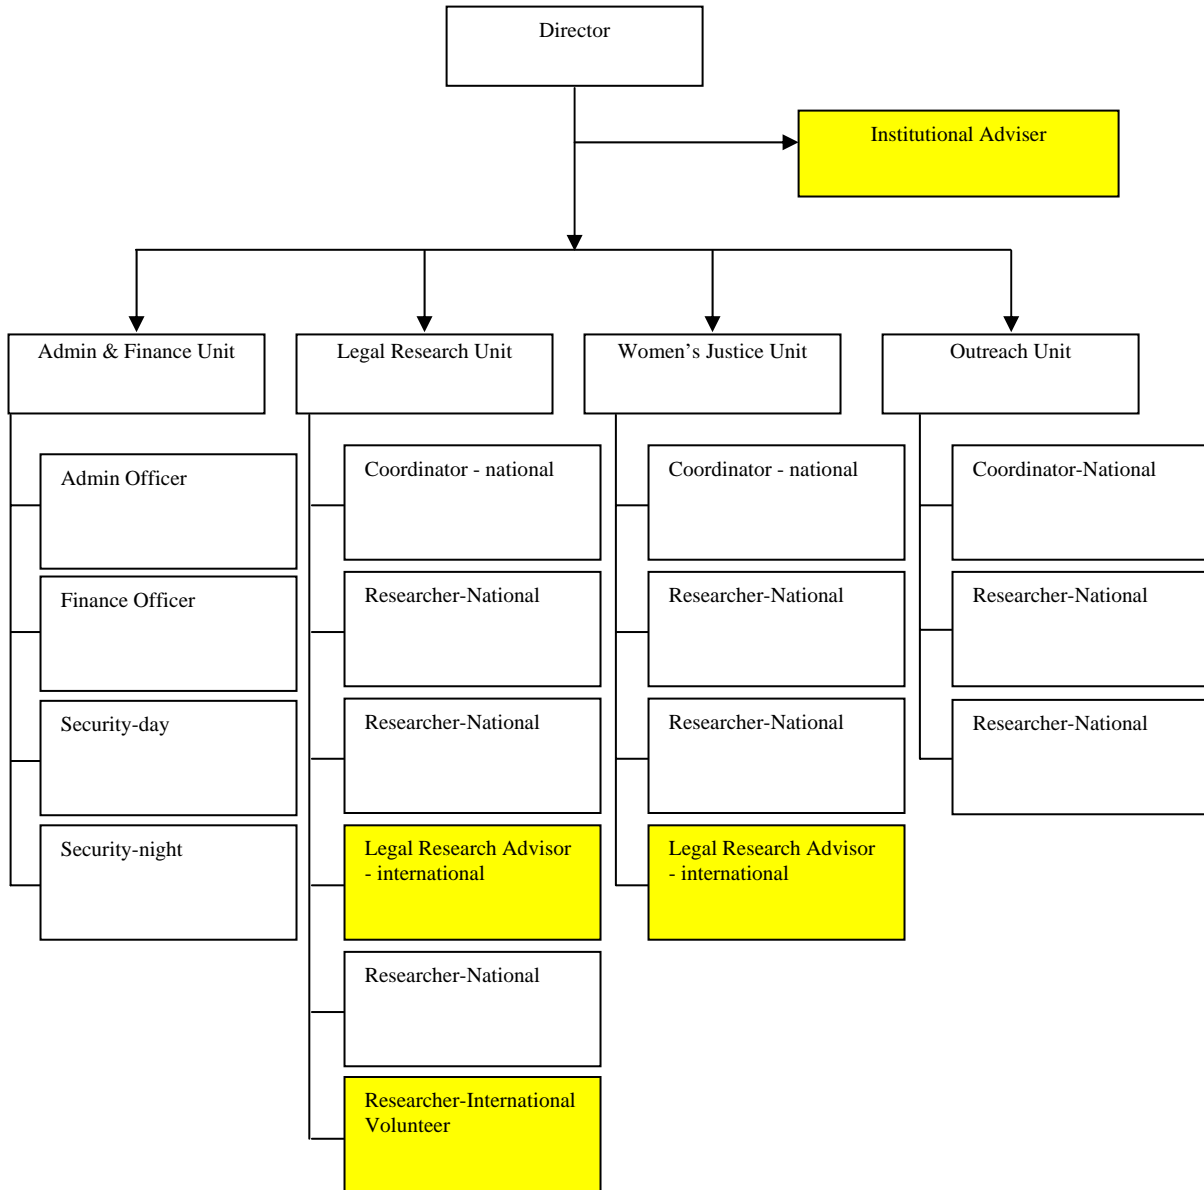 Director
Institutional Adviser
Admin & Finance Unit
Legal Research Unit
Women’s Justice Unit
Outreach Unit
Admin Officer
Finance Officer
Security-day
Security-night
Coordinator - national
Researcher-National
Researcher-National
Legal Research Advisor
- international
Researcher-National
Researcher-International
Volunteer
Coordinator - national
Researcher-National
Researcher-National
Legal Research Advisor
- international
Coordinator-National
Researcher-National
Researcher-National